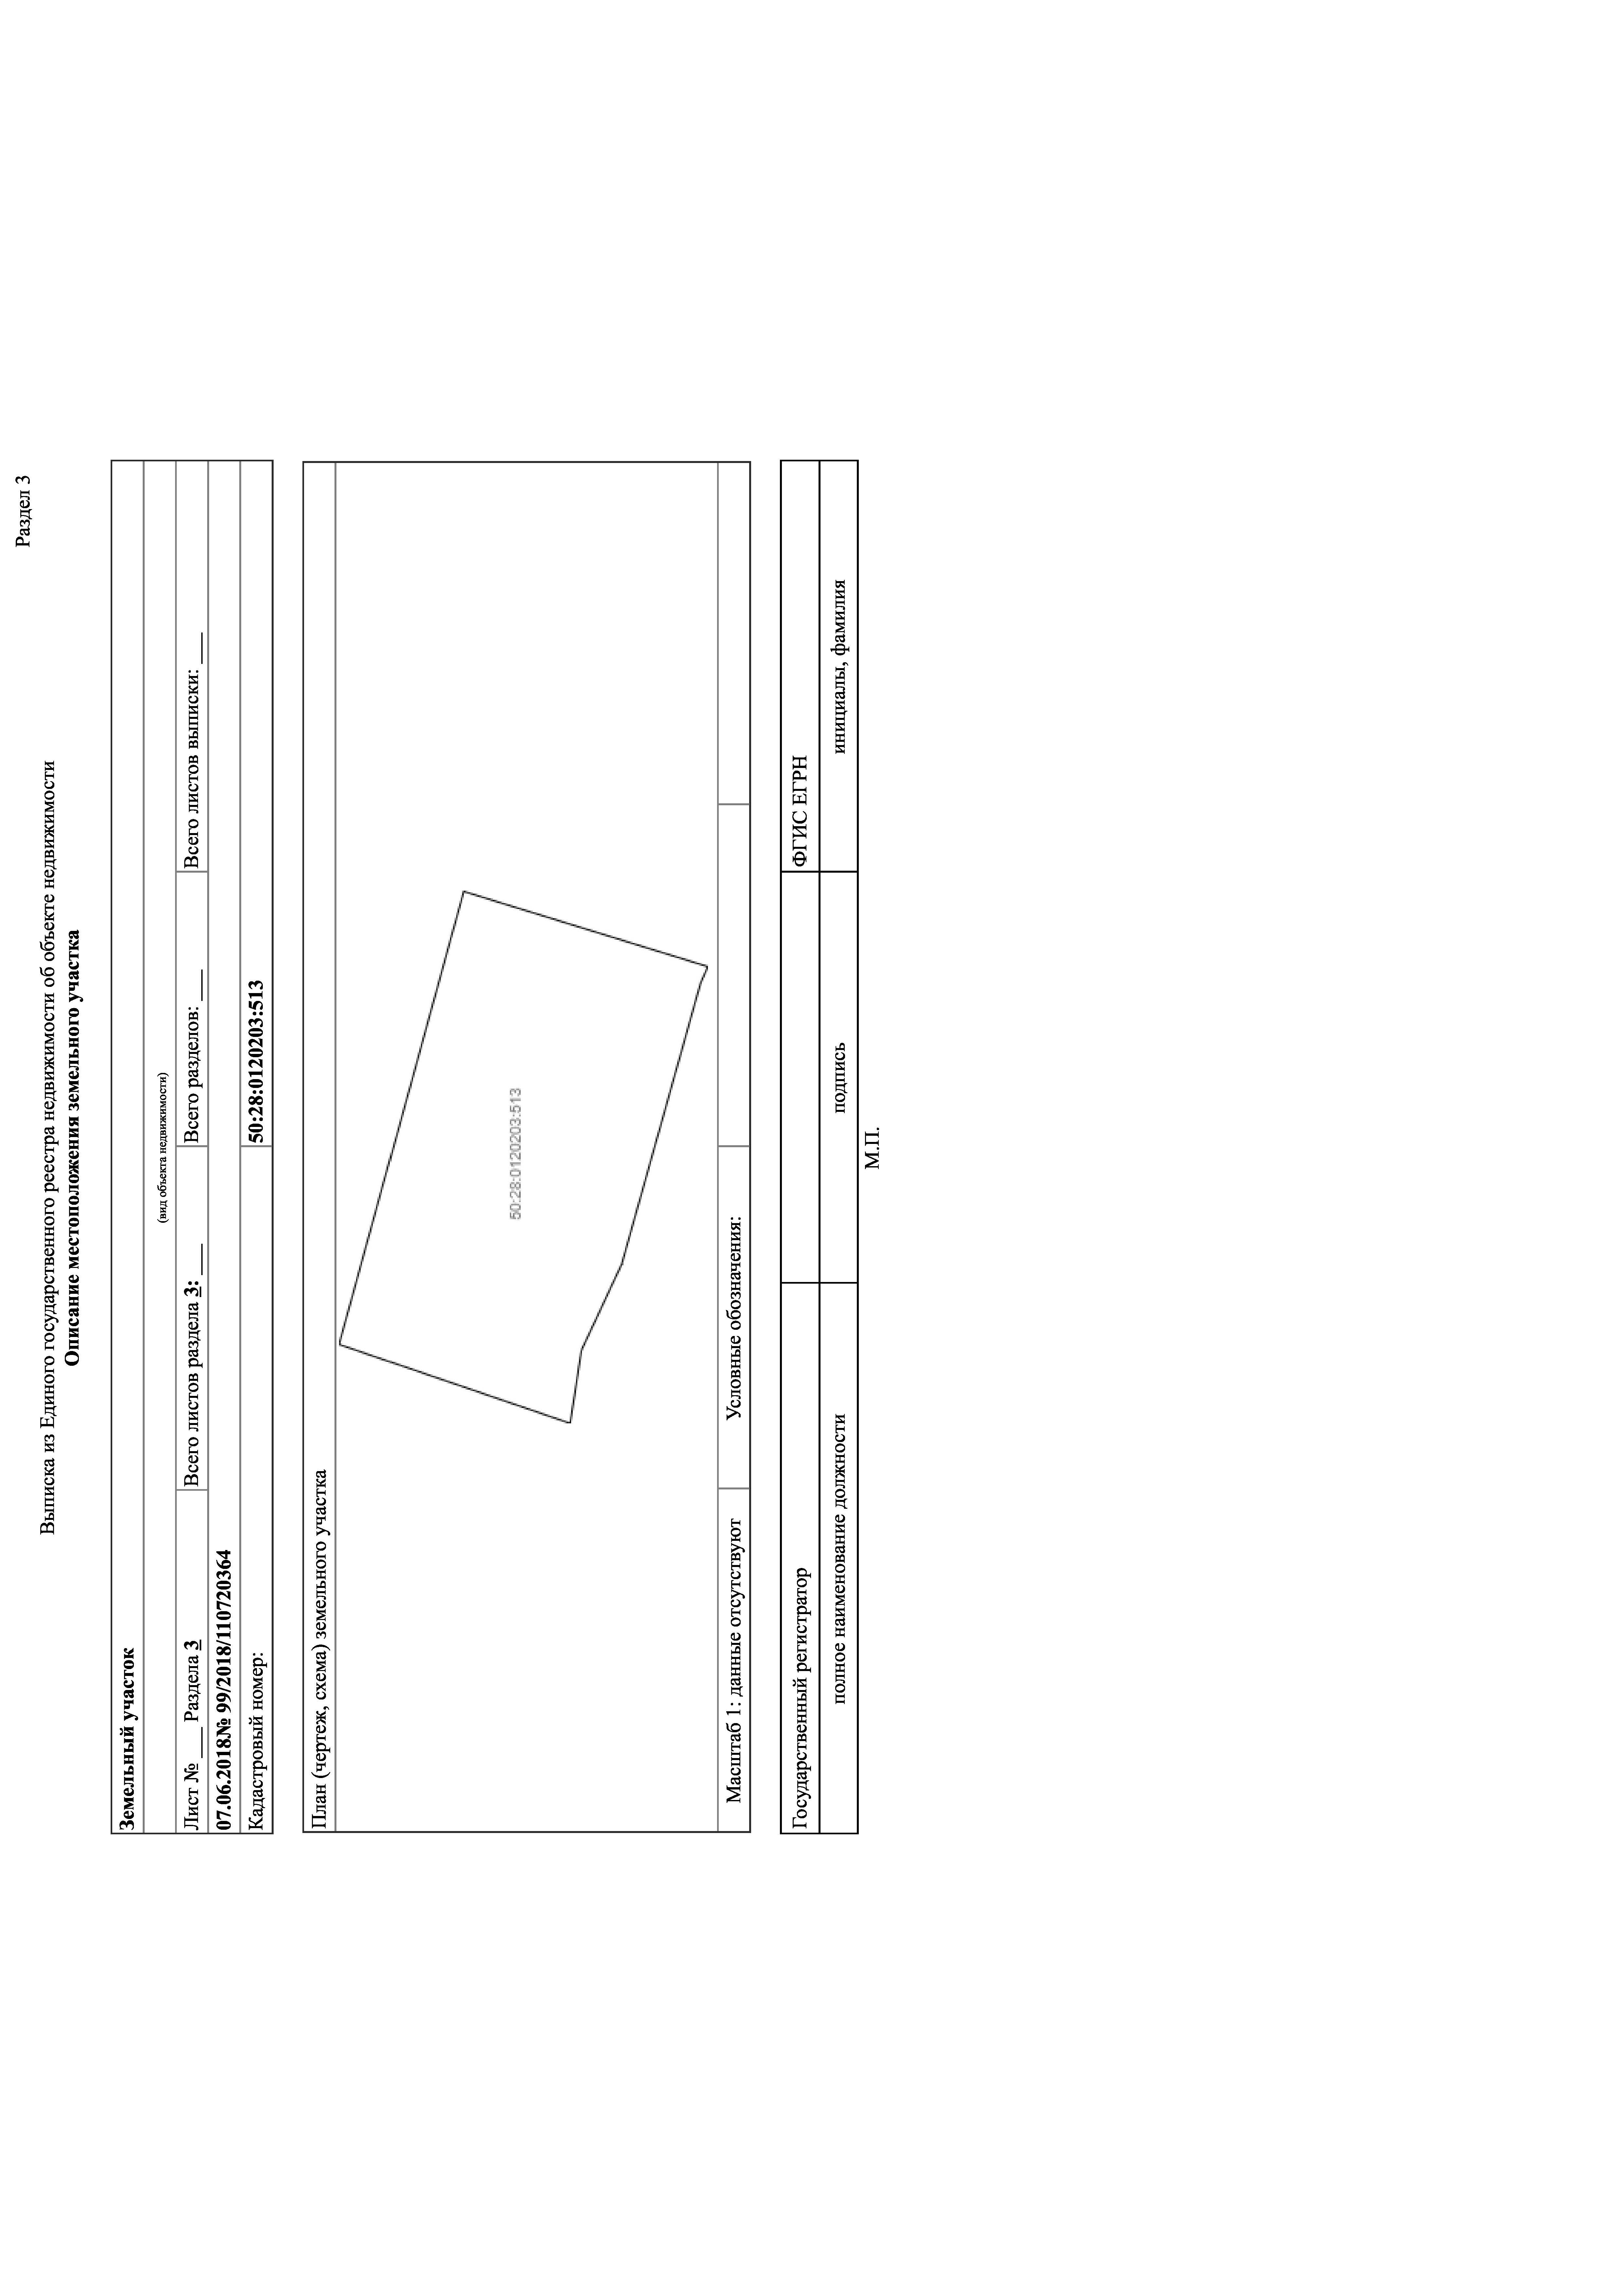 Раздел 3
Выписка из Единого государственного реестра недвижимости об объекте недвижимости
Описание местоположения земельного участка
Земельный участок
(вид объекта недвижимости)
Лист № ___ Раздела 3 Всего листов раздела 3: ___ Всего разделов: ___ Всего листов выписки: ___
07.06.2018№ 99/2018/110720364
Кадастровый номер: 50:28:0120203:513
План (чертеж, схема) земельного участка
50:28:0120203:513
Масштаб 1: данные отсутствуют Условные обозначения:
Государственный регистратор ФГИС ЕГРН
полное наименование должности подпись инициалы, фамилия
М.П.